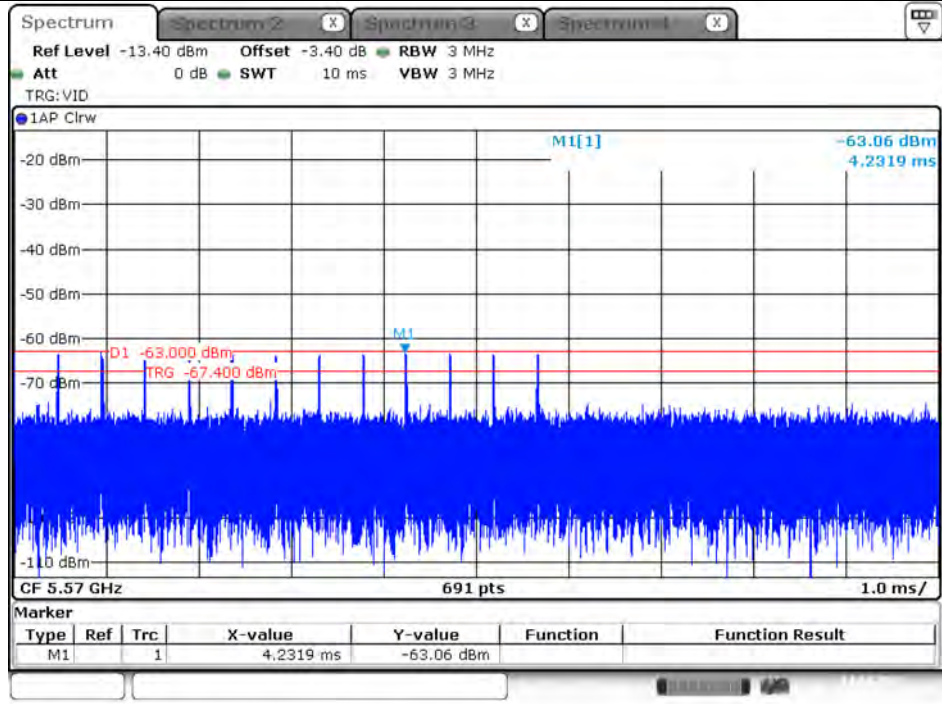 Spectrum Spectrum 2 X Spectrum 3 X Spectrum 4 X
Ref Level -13.40 dBm Offset -3.40 dB RBW 3 MHz
Att 0 dB SWT 10 ms VBW 3 MHz
TRG:VID
1AP Clrw
M1[1] -63.06 dBm
4.2319 ms
-20 dBm
-30 dBm
-40 dBm
-50 dBm
-60 dBm
M1
D1 -63.000 dBm
TRG -67.400 dBm
-70 dBm
-110 dBm
CF 5.57 GHz 691 pts 1.0 ms/
Marker
Type Ref Trc X-value Y-value Function Function Result
M1 1 4.2319 ms -63.06 dBm